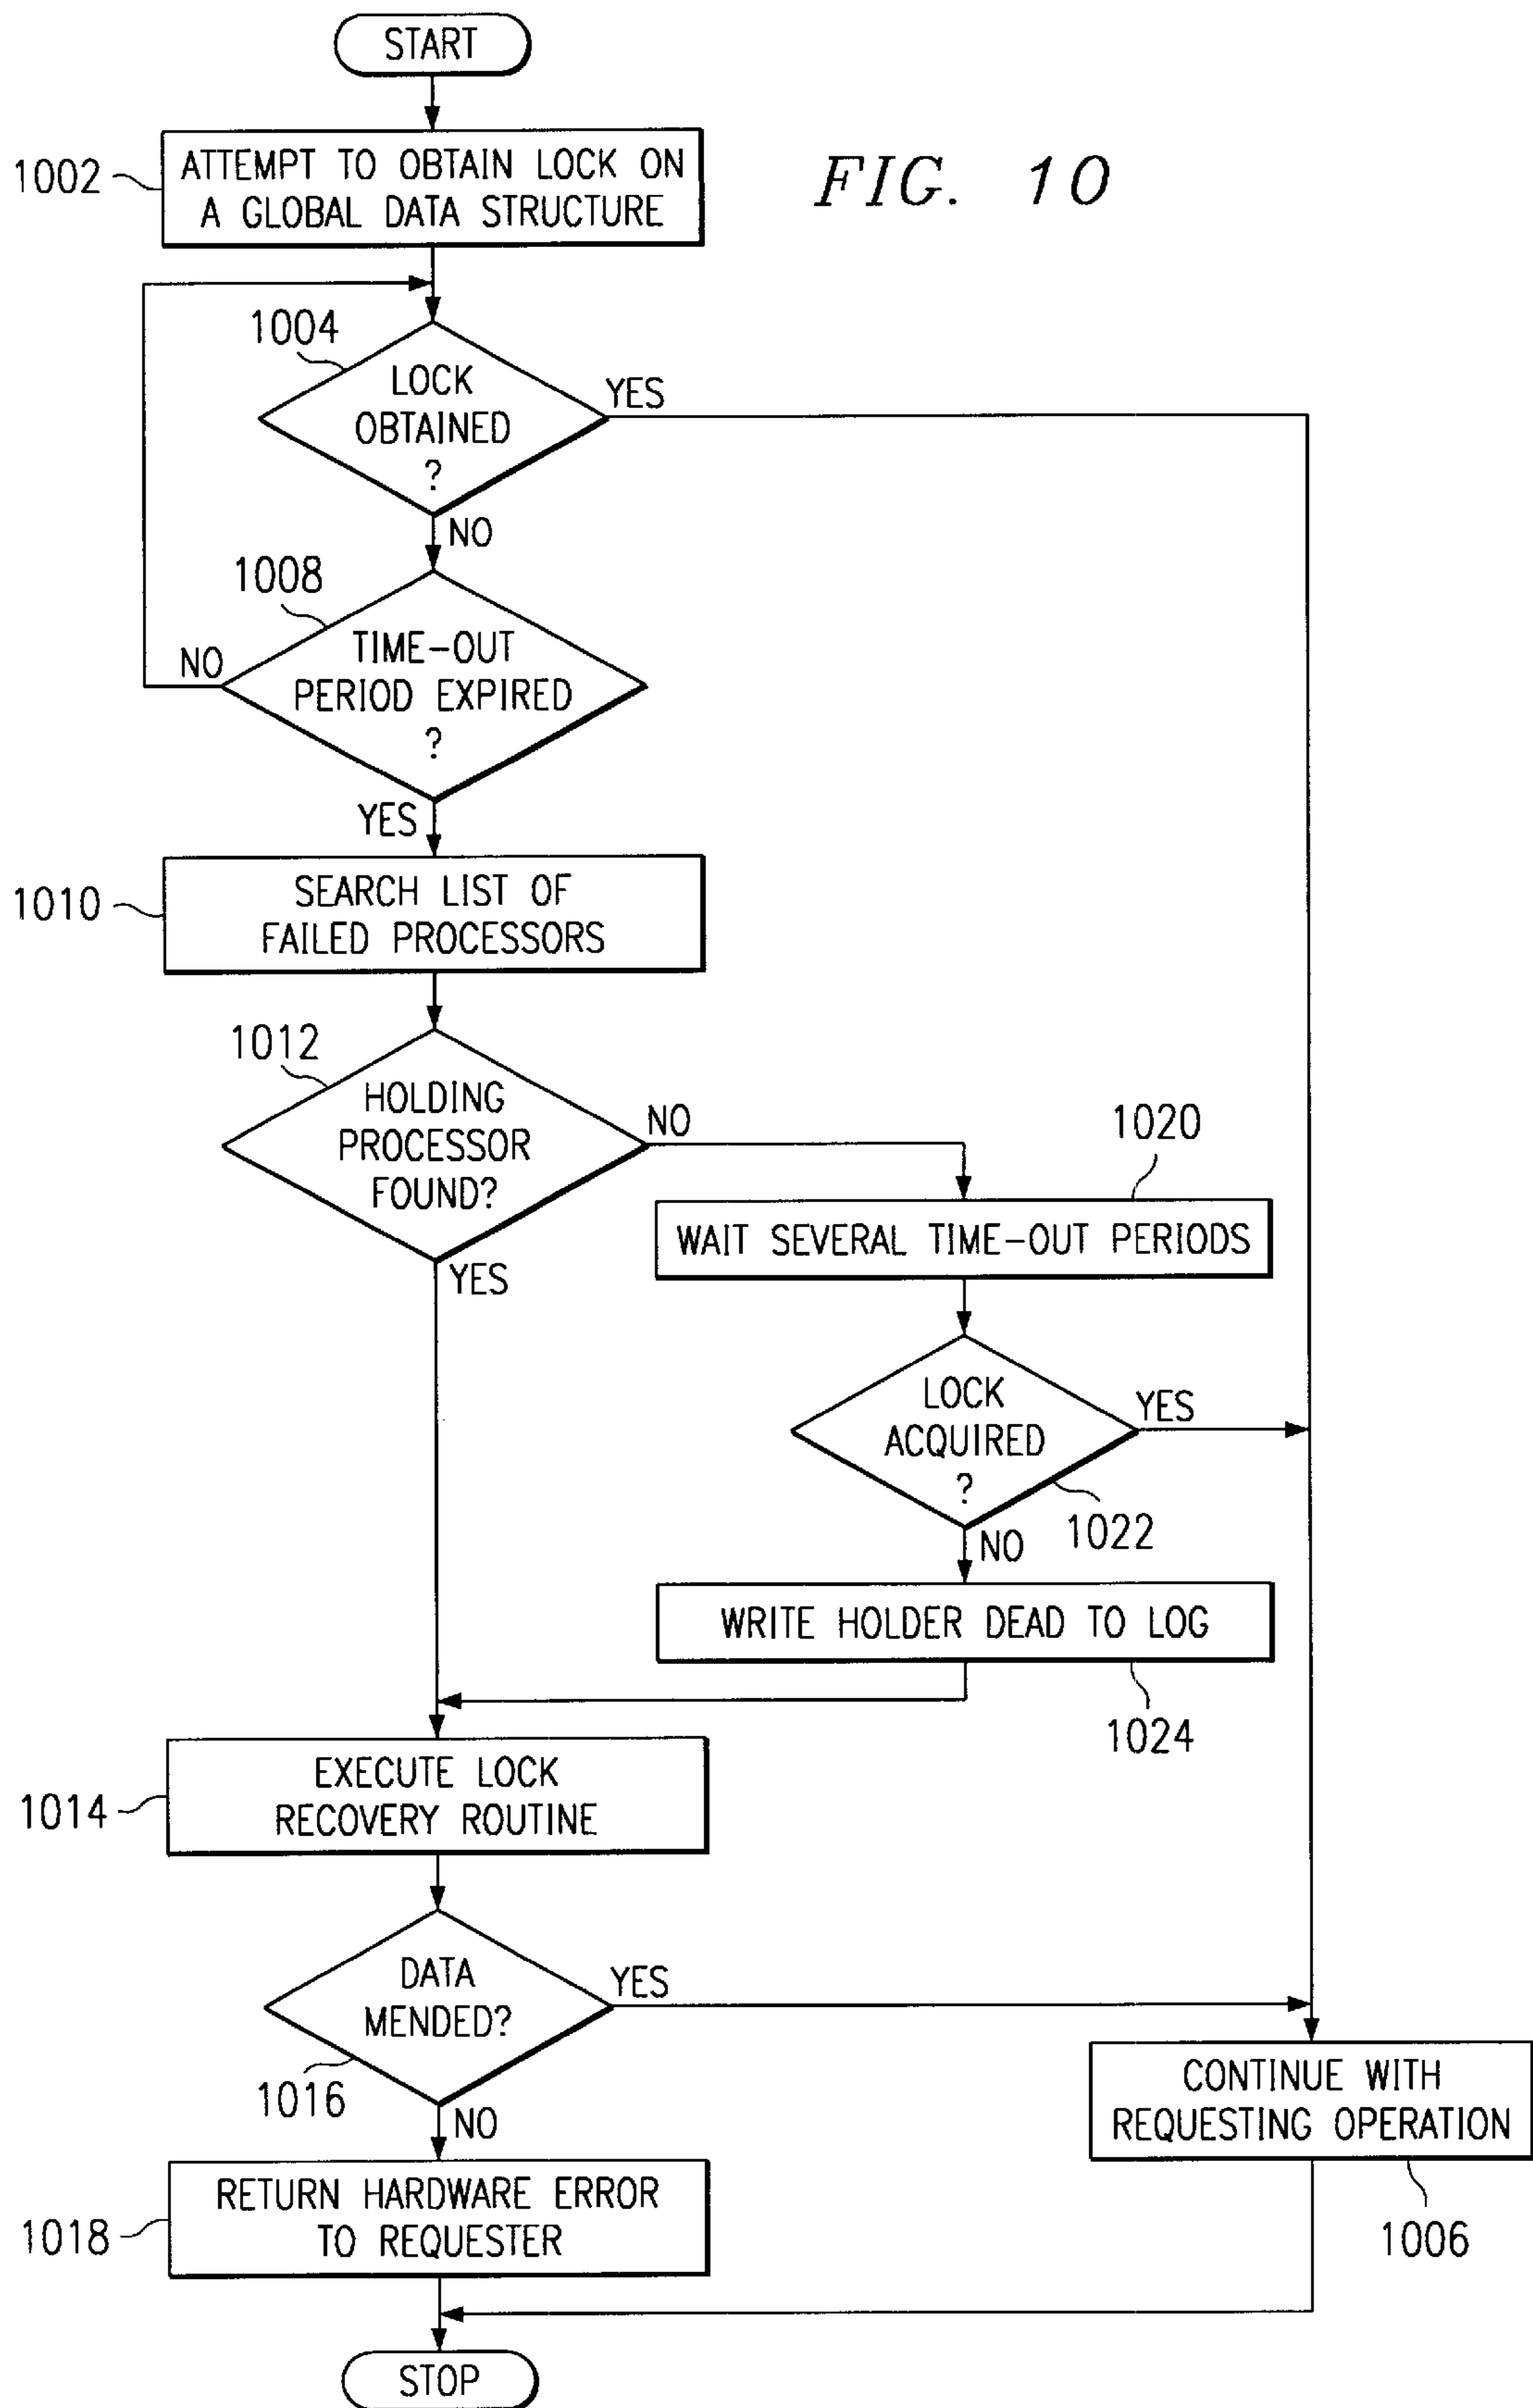 START
1002
ATTEMPT TO OBTAIN LOCK ON
A GLOBAL DATA STRUCTURE
FIG. 10
1004
LOCK
OBTAINED
?
YES
NO
1008
TIME-OUT
PERIOD EXPIRED
?
NO
YES
1010
SEARCH LIST OF
FAILED PROCESSORS
1012
HOLDING
PROCESSOR
FOUND?
NO
YES
1020
WAIT SEVERAL TIME-OUT PERIODS
LOCK
ACQUIRED
?
YES
1022
NO
WRITE HOLDER DEAD TO LOG
1024
1014
EXECUTE LOCK
RECOVERY ROUTINE
DATA
MENDED?
YES
1016
NO
CONTINUE WITH
REQUESTING OPERATION
1006
1018
RETURN HARDWARE ERROR
TO REQUESTER
STOP